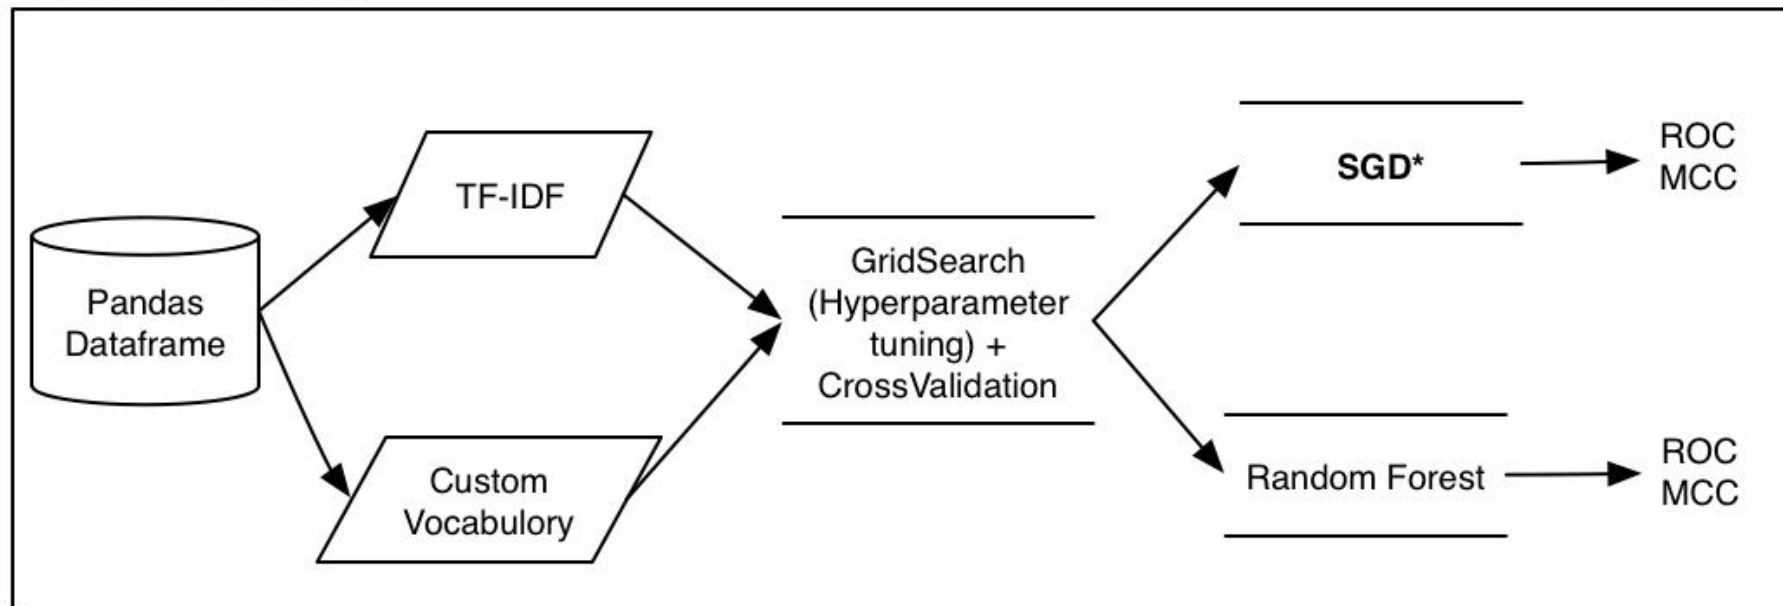 Pandas
Dataframe
TF-IDF
Custom
Vocabulory
GridSearch
(Hyperparameter
tuning) +
CrossValidation
SGD*
ROC
MCC
Random Forest
ROC
MCC